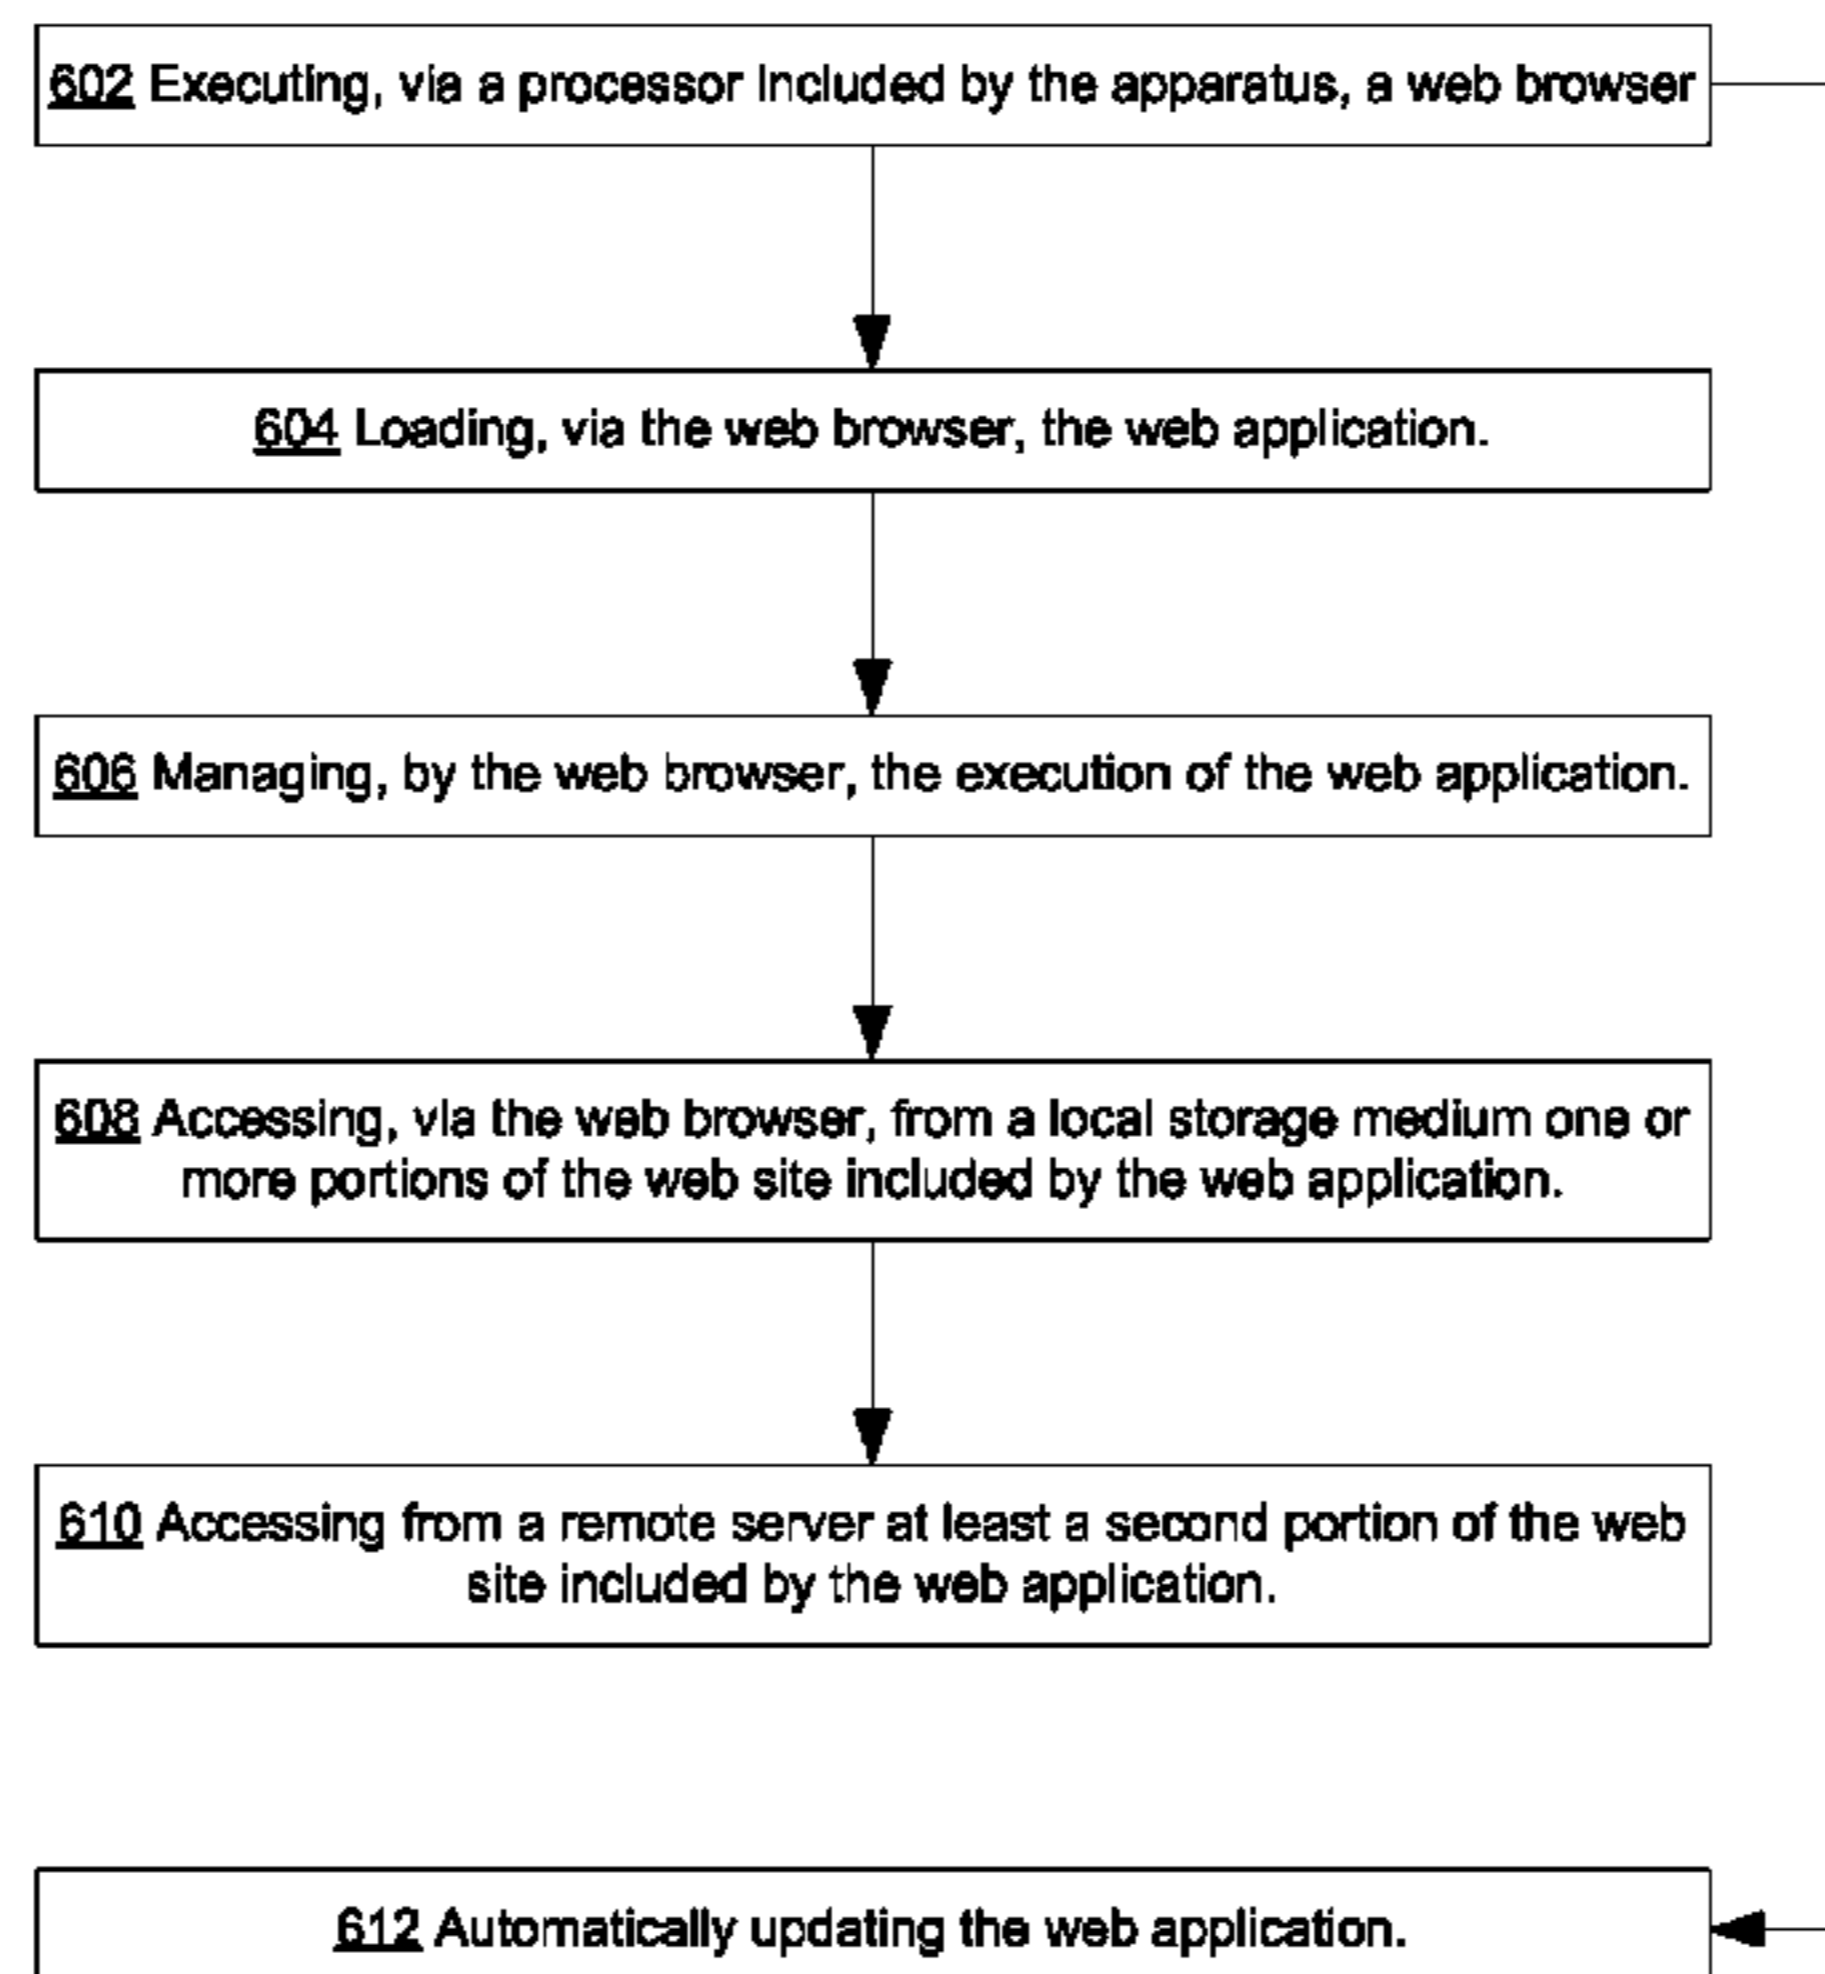 602 Executing, via a processor included by the apparatus, a web browser
604 Loading, via the web browser, the web application.
606 Managing, by the web browser, the execution of the web application.
608 Accessing, via the web browser, from a local storage medium one or
more portions of the web site included by the web application.
610 Accessing from a remote server at least a second portion of the web
site included by the web application.
612 Automatically updating the web application.